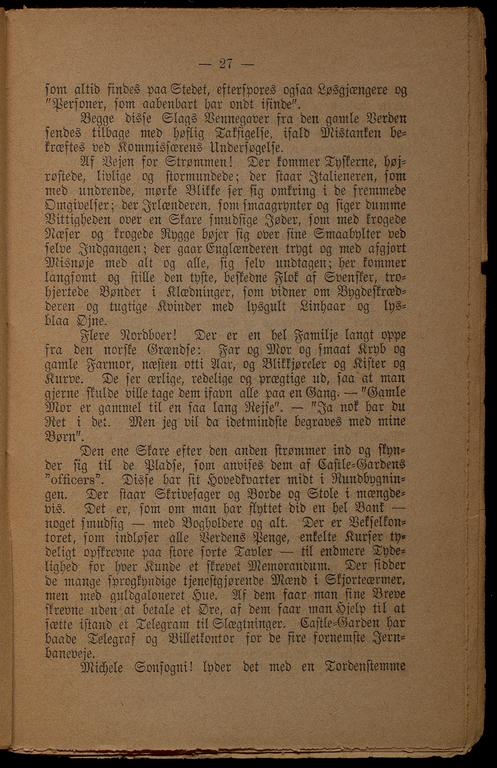 — 27 —
som altid findes paa Stedet, efterspores ogsaa Løsgjængere og
"Personer, som aabenbart har ondt isinde".
Begge disse Slags Vennegaver fra den gamle Verden
sendes tilbage med høflig Taksigelse, ifald Mistanken be-
kræftes ved Kommissærens Undersøgelse.
Af Vejen for Strømmen! Der kommer Tyskerne, høj-
røstede, livlige og stormundede; der staar Italieneren, som
med undrende, mørke Blikke ser sig omkring i de fremmede
Omgivelser; der Irlænderen, som smaagrynter og siger dumme
Vittigheden over en Skare smudsige Jøder, som med krogede
Næser og krogede Rygge bøjer sig over sine Smaabylter ved
selve Indgangen; der gaar Englænderen trygt og med afgjort
Misnøje med alt og alle, sig selv undtagen; her kommer
langsomt og stille den tyste, beskedne Flok af Svensker, tro-
hjertede Bønder i Klædninger, som vidner om Bygdeskræd-
deren og tugtige Kvinder med lysgult Linhaar og lys-
blaa Øjne.
Flere Nordboer! Der er en hel Familje langt oppe
fra den norske Grændse: Far og Mor og smaat Kryb og
gamle Farmor, næsten otti Aar, og Blikkjøreler og Kister og
Kurve. De ser ærlige, redelige og prægtige ud, saa at man
gjerne skulde ville tage dem isavn alle paa en Gang. — "Gamle
Mor er gammel til en saa lang Rejse". — "Ja nok har du
Ret i det. Men jeg vil da idetmindste begraves med mine
Børn".
Den ene Skare efter den anden strømmer ind og skyn-
der sig til de Pladse, som anvises dem af Castle-Gardens
"officers". Disse har sit Hovedkvarter midt i Rundbygnin-
gen. Der staar Skrivesager og Borde og Stole i mængde-
vis. Det er, som om man har flyttet did en hel Bank —
noget smudsig — med Bogholdere og alt. Der er Vekselkon-
toret, som indløser alle Verdens Penge, enkelte Kurser ty-
deligt opskrevne paa store sorte Tavler — til endmere Tyde-
lighed for hver Kunde et skrevet Memorandum. Der sidder
de mange sprogkyndige tjenestgjørende Mænd i Skjorteærmer,
men med guldgaloneret Hue. Af dem faar man sine Breve
skrevne uden at betale et Øre, af dem faar man Hjelp til at
sætte istand et Telegram til Slægtninger. Castle-Garden har
baade Telegraf og Billetkontor for de fire fornemste Jern-
baneveje.
Michele Sonsogni! lyder det med en Tordenstemme